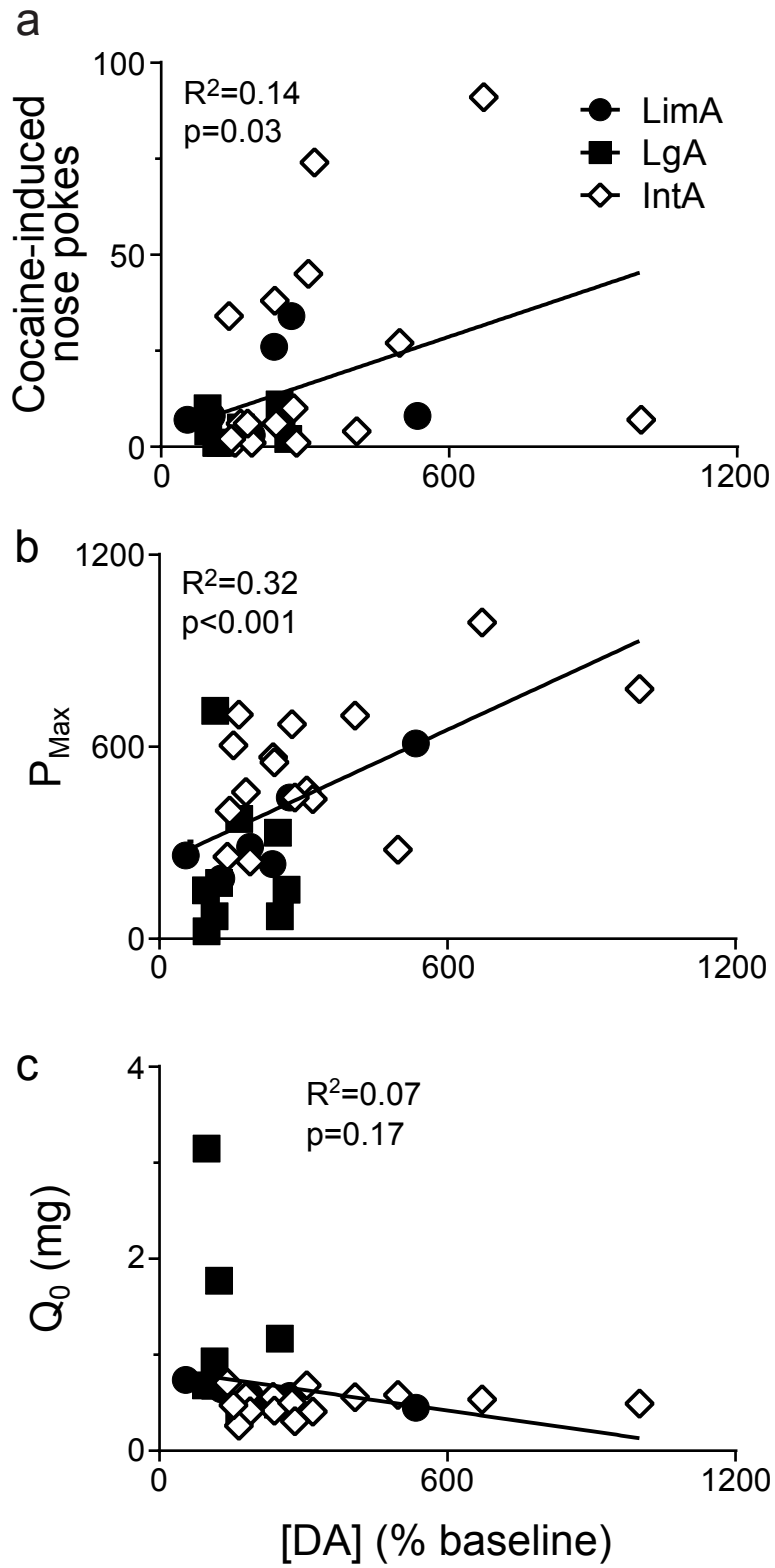 a
Cocaine-induced
nose pokes
100
50
0
R²=0.14
p=0.03
LimA
LgA
IntA
0 600 1200
b
P_Max
1200
600
0
R²=0.32
p<0.001
0 600 1200
c
Q₀ (mg)
4
2
0
R²=0.07
p=0.17
0 600 1200
[DA] (% baseline)